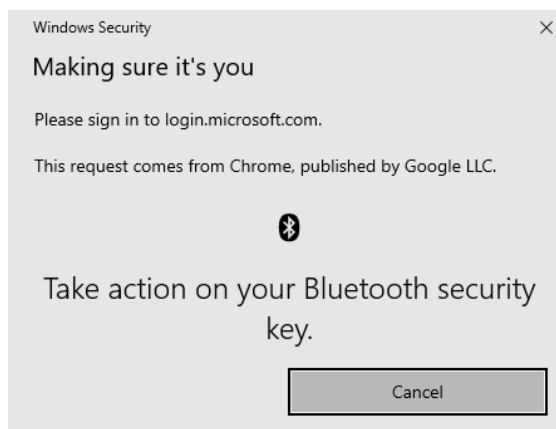 Windows Security
Making sure it's you
Please sign in to login.microsoft.com.
This request comes from Chrome, published by Google LLC.
Take action on your Bluetooth security
key.
Cancel